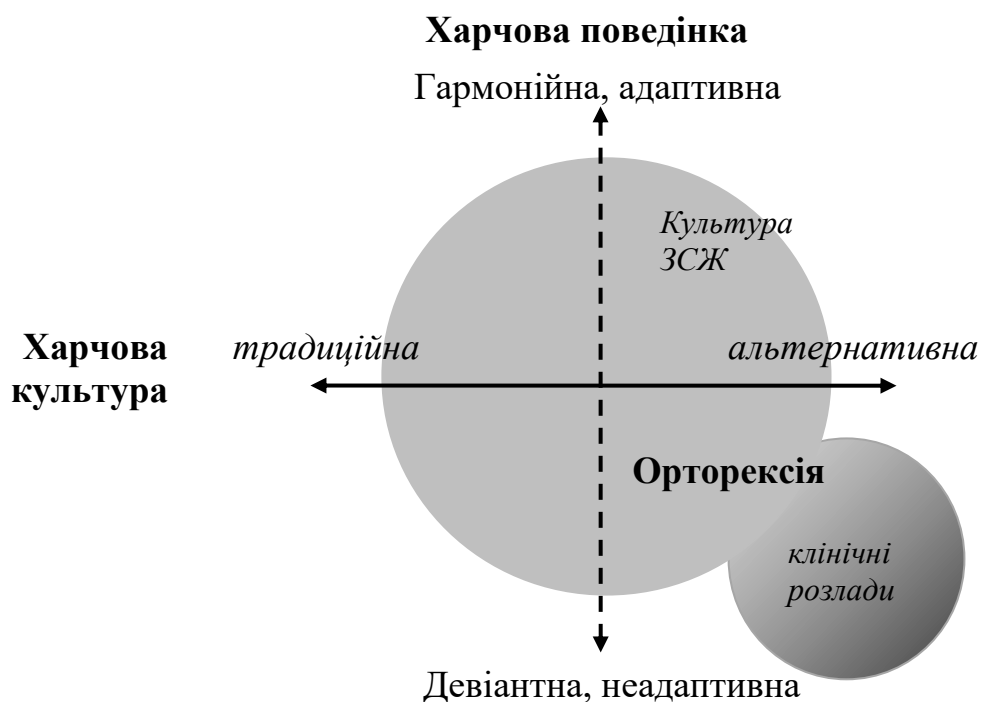 Харчова поведінка
Гармонійна, адаптивна
Культура
ЗСЖ
Харчова
культура
традиційна
альтернативна
Орторексія
клінічні
розлади
Девіантна, неадаптивна